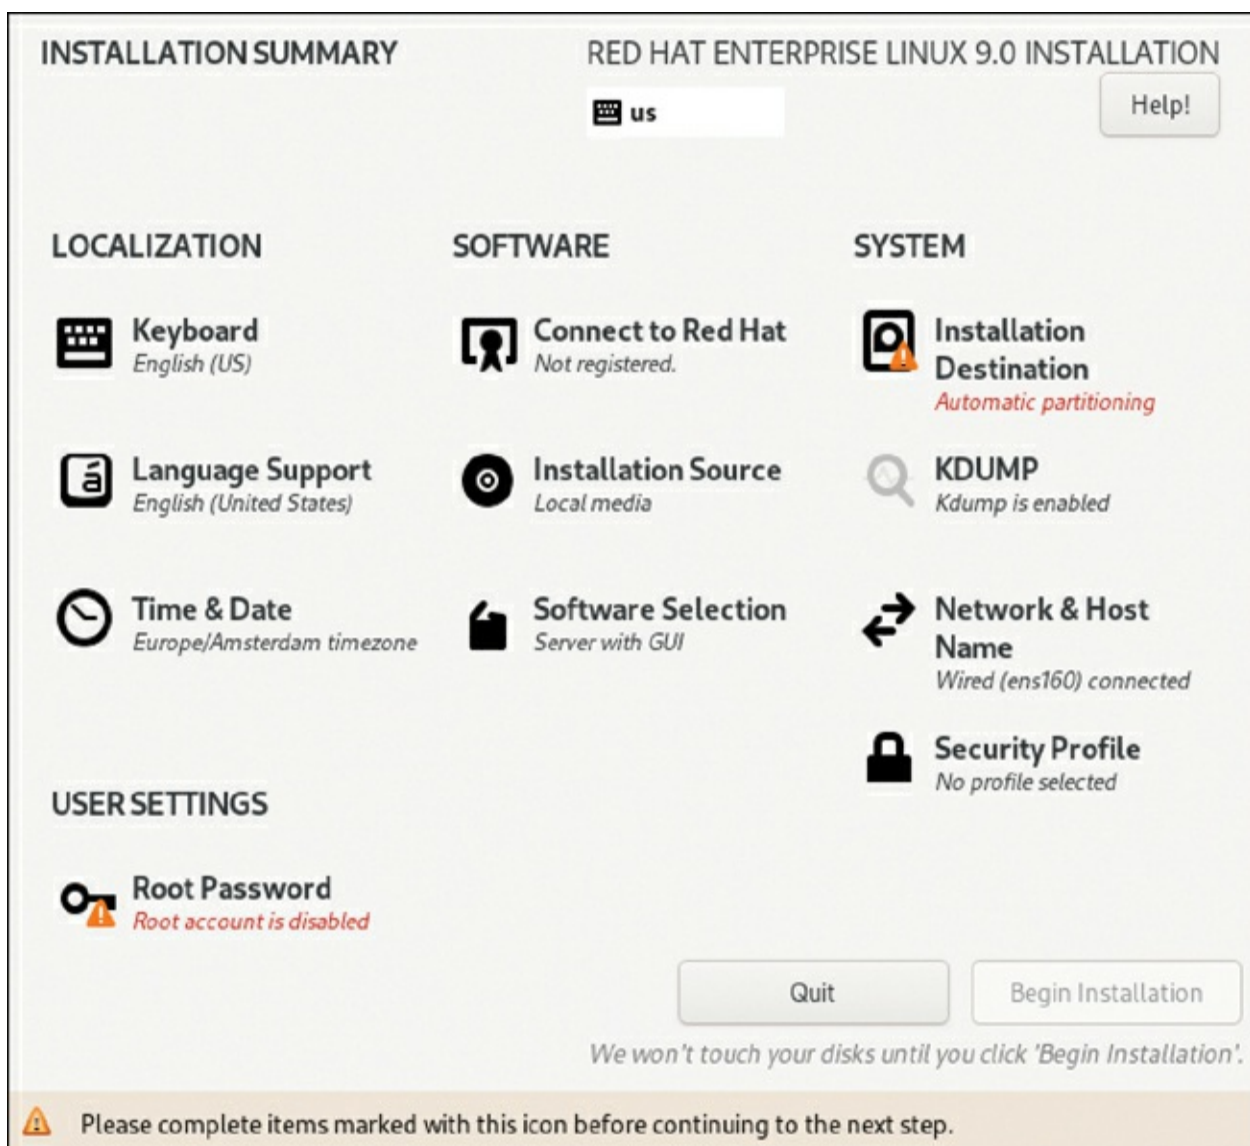 INSTALLATION SUMMARY
RED HAT ENTERPRISE LINUX 9.0 INSTALLATION
us
Help!
LOCALIZATION
Keyboard
English (US)
Language Support
English (United States)
Time & Date
Europe/Amsterdam timezone
SOFTWARE
Connect to Red Hat
Not registered.
Installation Source
Local media
Software Selection
Server with GUI
SYSTEM
Installation
Destination
Automatic partitioning
KDUMP
Kdump is enabled
Network & Host
Name
Wired (ens160) connected
Security Profile
No profile selected
USER SETTINGS
Root Password
Root account is disabled
Quit
Begin Installation
We won't touch your disks until you click 'Begin Installation'.
Please complete items marked with this icon before continuing to the next step.